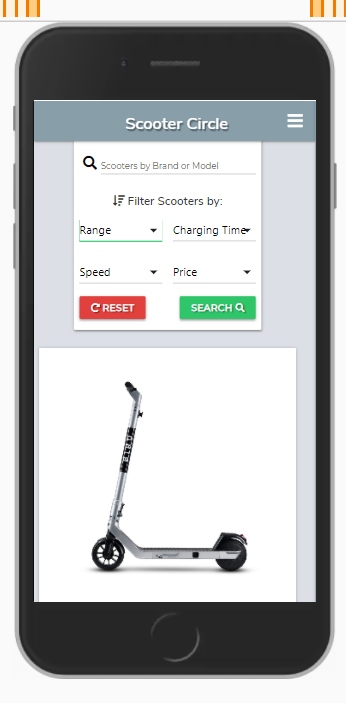 Scooter Circle
Scooters by Brand or Model
Filter Scooters by:
Range Charging Time
Speed Price
RESET SEARCH